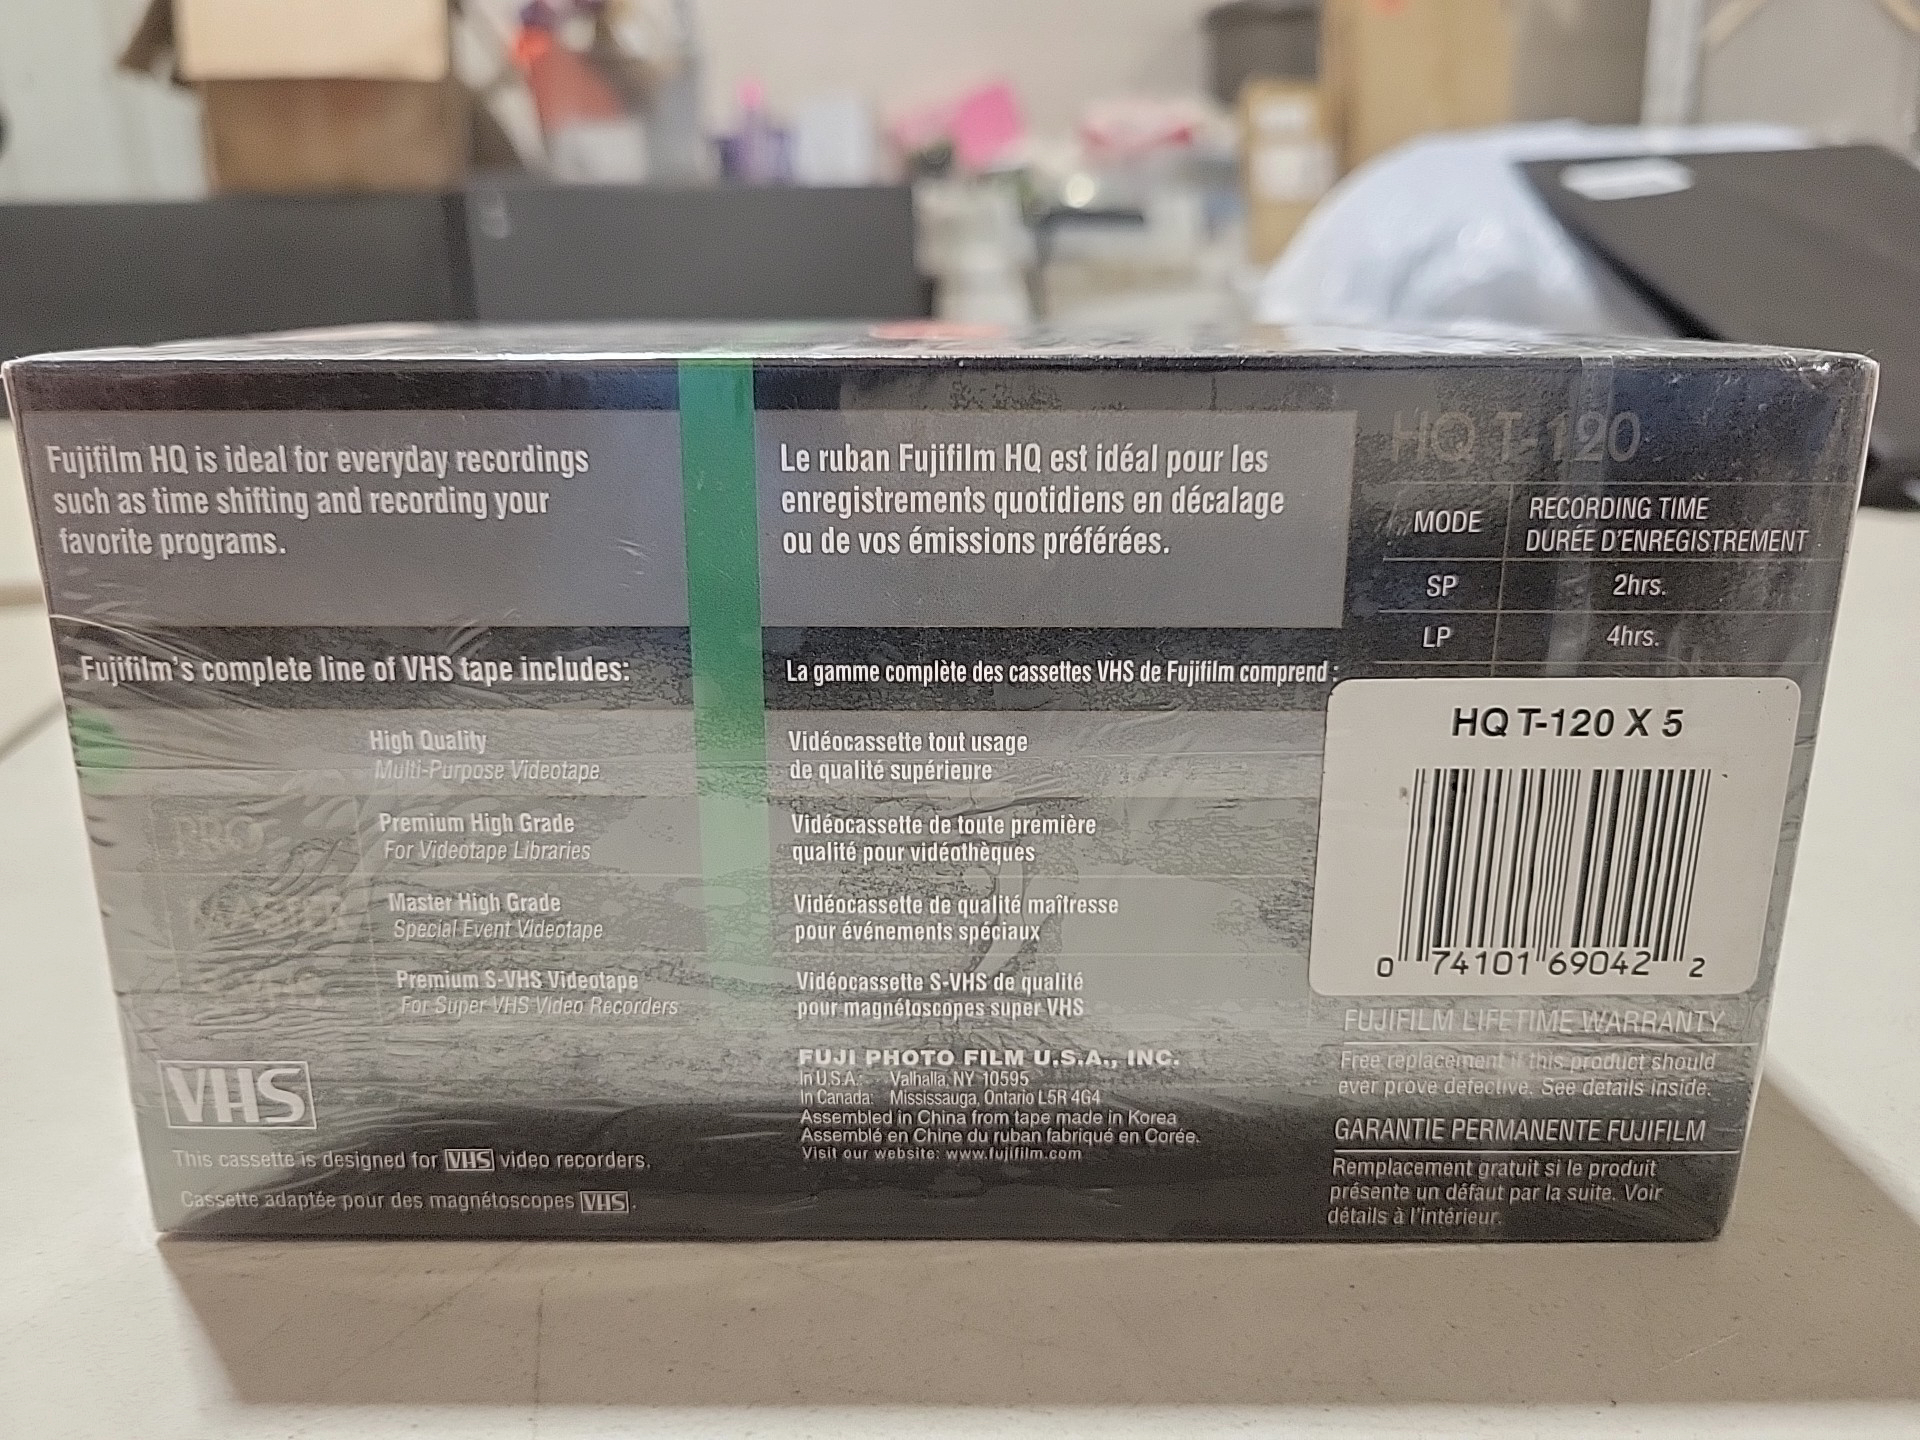 Fujifilm HQ is ideal for everyday recordings
such as time shifting and recording your
favorite programs.
Le ruban Fujifilm HQ est idéal pour les
enregistrements quotidiens en décalage
ou de vos émissions préférées.
HQ T-120
MODE
RECORDING TIME
DURÉE D'ENREGISTREMENT
SP
2hrs.
LP
4hrs.
Fujifilm's complete line of VHS tape includes:
La gamme complète des cassettes VHS de Fujifilm comprend :
High Quality
Multi-Purpose Videotape
Vidéocassette tout usage
de qualité supérieure
PRO
Premium High Grade
For Videotape Libraries
Vidéocassette de toute première
qualité pour vidéothèques
MASTER
Master High Grade
Special Event Videotape
Vidéocassette de qualité maîtresse
pour événements spéciaux
Premium S-VHS Videotape
For Super VHS Video Recorders
Vidéocassette S-VHS de qualité
pour magnétoscopes super VHS
HQ T-120 X 5
0 74101 69042 2
VHS
This cassette is designed for VHS video recorders.
Cassette adaptée pour des magnétoscopes VHS.
FUJI PHOTO FILM U.S.A., INC.
In U.S.A.: Valhalla, NY 10595
In Canada: Mississauga, Ontario L5R 4G4
Assembled in China from tape made in Korea
Assemblé en Chine du ruban fabriqué en Corée.
Visit our website: www.fujifilm.com
FUJIFILM LIFETIME WARRANTY
Free replacement if this product should
ever prove defective. See details inside.
GARANTIE PERMANENTE FUJIFILM
Remplacement gratuit si le produit
présente un défaut par la suite. Voir
détails à l'intérieur.